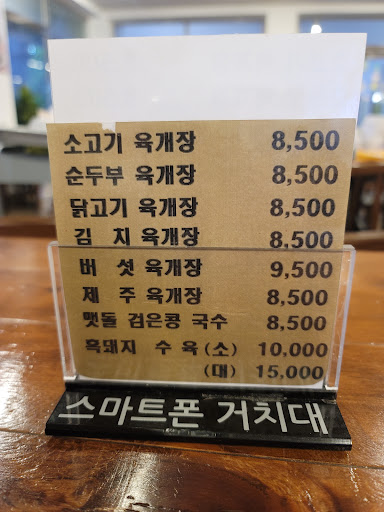 소고기 육개장 8,500
순두부 육개장 8,500
닭고기 육개장 8,500
김 치 육개장 8,500
버 섯 육개장 9,500
제 주 육개장 8,500
맷돌 검은콩 국수 8,500
흑돼지 수 육 (소) 10,000
(대) 15,000
스마트폰 거치대